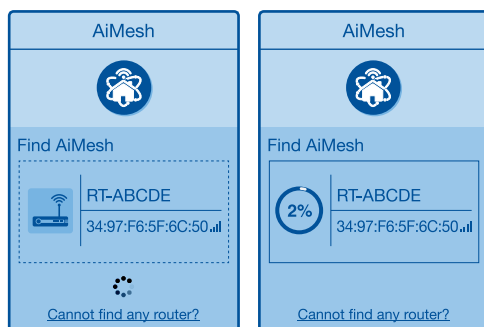 AiMesh
Find AiMesh
RT-ABCDE
34:97:F6:5F:6C:50
Cannot find any router?
AiMesh
Find AiMesh
2%
RT-ABCDE
34:97:F6:5F:6C:50
Cannot find any router?